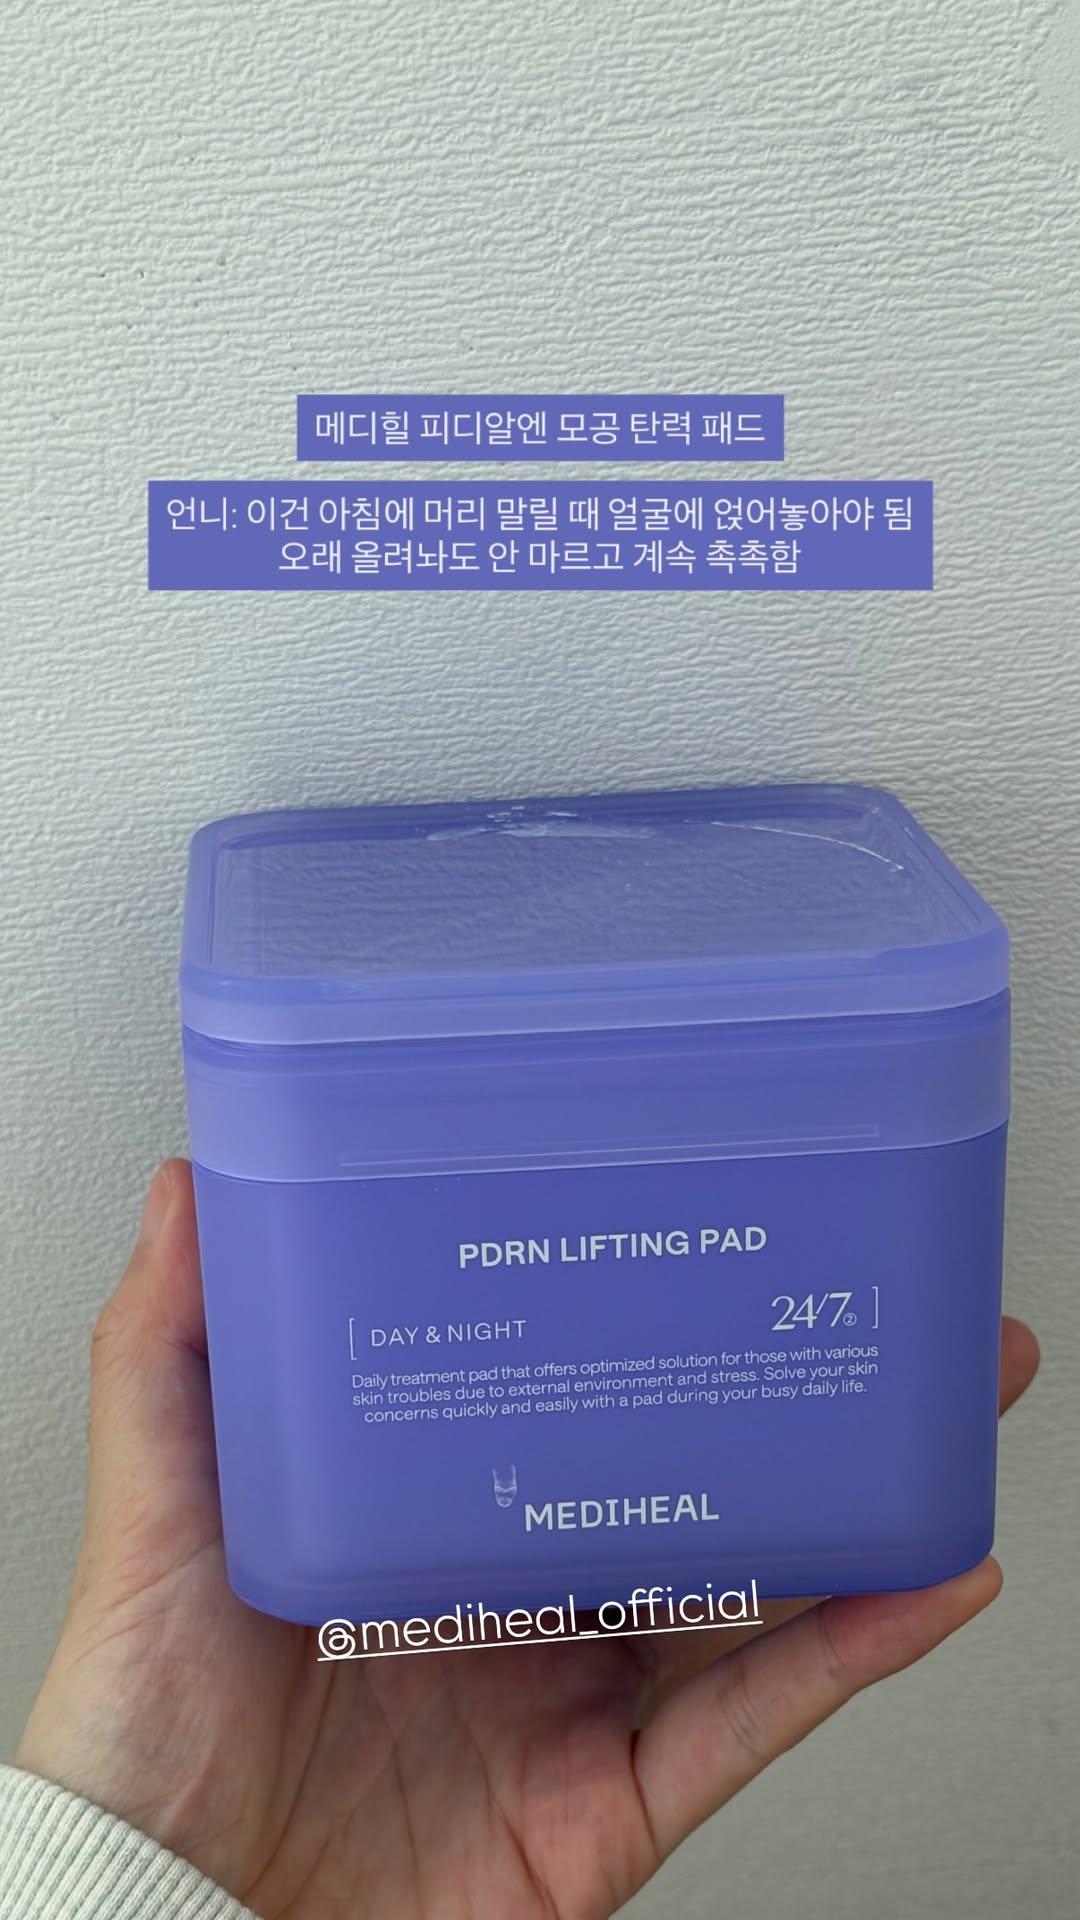 메디힐 피디알엔 모공 탄력 패드
언니: 이건 아침에 머리 말릴 때 얼굴에 얹어놓아야 됨
오래 올려놔도 안 마르고 계속 촉촉함
PDRN LIFTING PAD
[ DAY & NIGHT 24/7② ]
Daily treatment pad that offers optimized solution for those with various
skin troubles due to external environment and stress. Solve your skin
concerns quickly and easily with a pad during your busy daily life.
MEDIHEAL
@mediheal_official